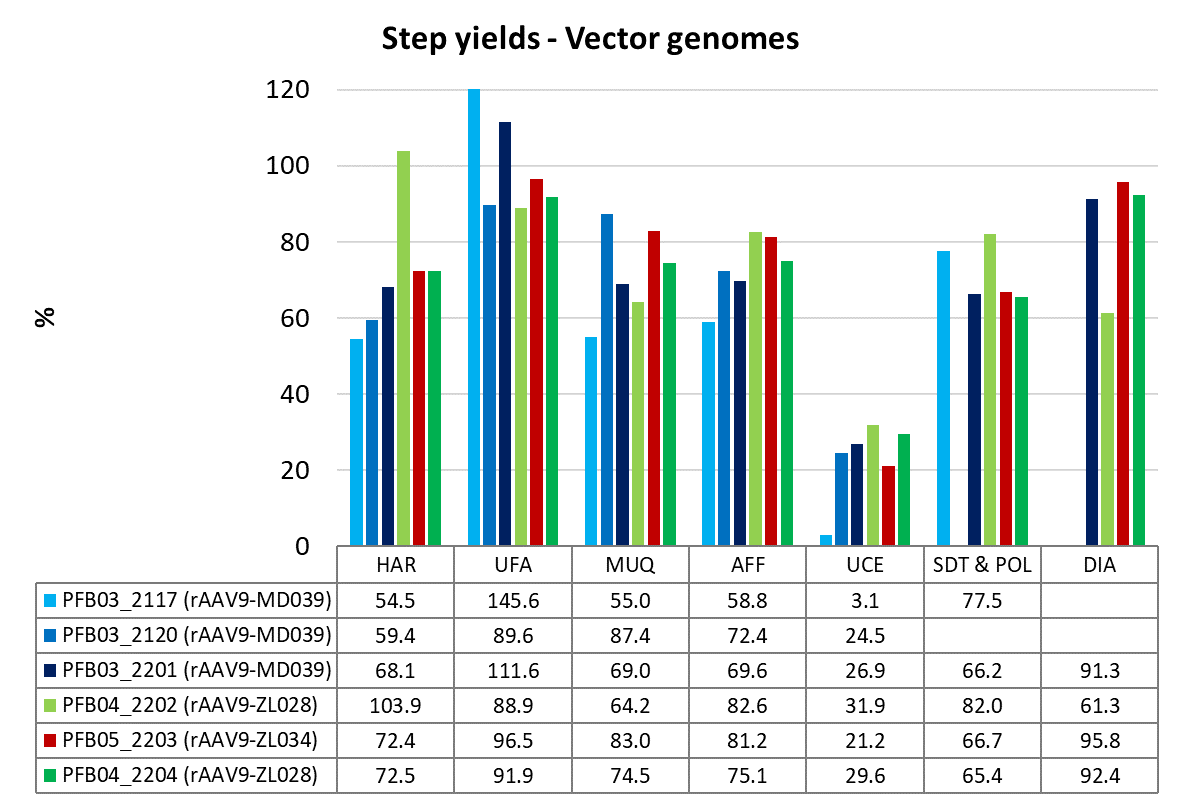 Step yields - Vector genomes
120
100
80
60
40
20
0
%
HAR UFA MUQ AFF UCE SDT & POL DIA
PFB03_2117 (rAAV9-MD039) 54.5 145.6 55.0 58.8 3.1 77.5
PFB03_2120 (rAAV9-MD039) 59.4 89.6 87.4 72.4 24.5
PFB03_2201 (rAAV9-MD039) 68.1 111.6 69.0 69.6 26.9 66.2 91.3
PFB04_2202 (rAAV9-ZL028) 103.9 88.9 64.2 82.6 31.9 82.0 61.3
PFB05_2203 (rAAV9-ZL034) 72.4 96.5 83.0 81.2 21.2 66.7 95.8
PFB04_2204 (rAAV9-ZL028) 72.5 91.9 74.5 75.1 29.6 65.4 92.4